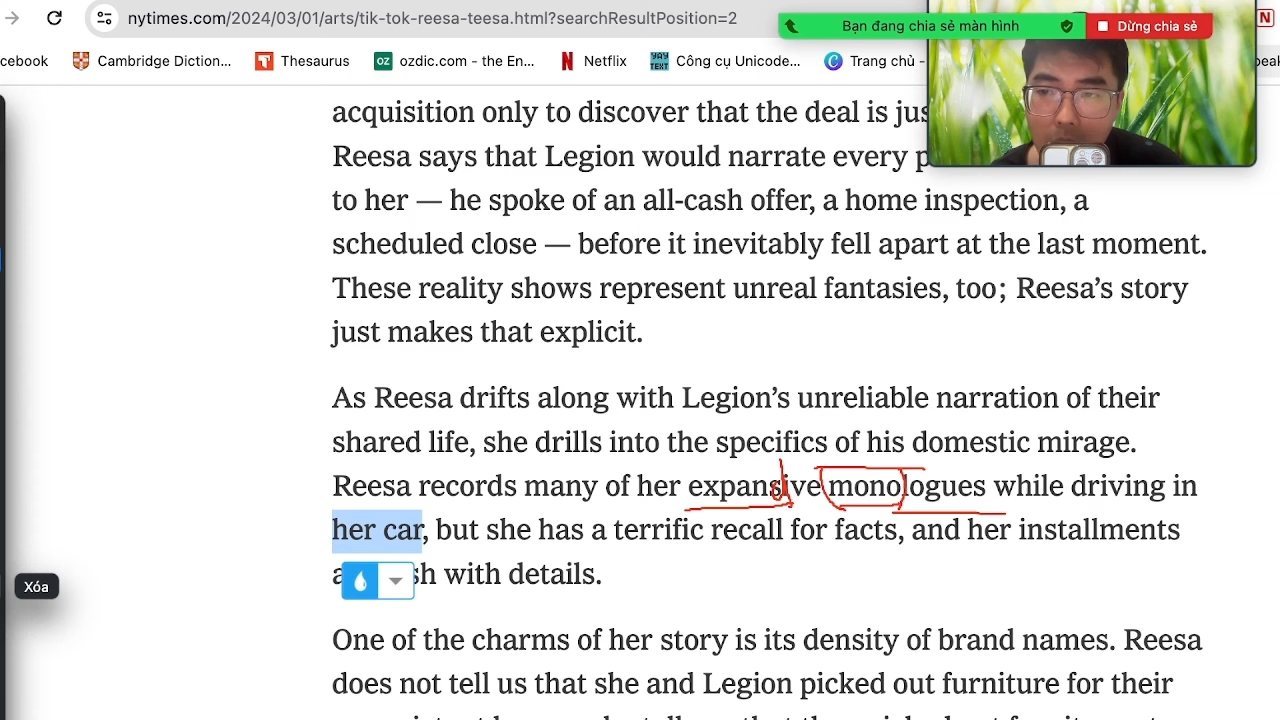 nytimes.com/2024/03/01/arts/tik-tok-reesa-teesa.html?searchResultPosition=2
Bạn đang chia sẻ màn hình
Dừng chia sẻ
N
cebook
Cambridge Diction...
T
Thesaurus
OZ
ozdic.com - the En...
N
Netflix
YAY TEXT
Công cụ Unicode...
C
Trang chủ -
acquisition only to discover that the deal is jus
Reesa says that Legion would narrate every p
to her — he spoke of an all-cash offer, a home inspection, a
scheduled close — before it inevitably fell apart at the last moment.
These reality shows represent unreal fantasies, too; Reesa’s story
just makes that explicit.
As Reesa drifts along with Legion’s unreliable narration of their
shared life, she drills into the specifics of his domestic mirage.
Reesa records many of her expansive monologues while driving in
her car, but she has a terrific recall for facts, and her installments
a sh with details.
Xóa
One of the charms of her story is its density of brand names. Reesa
does not tell us that she and Legion picked out furniture for their